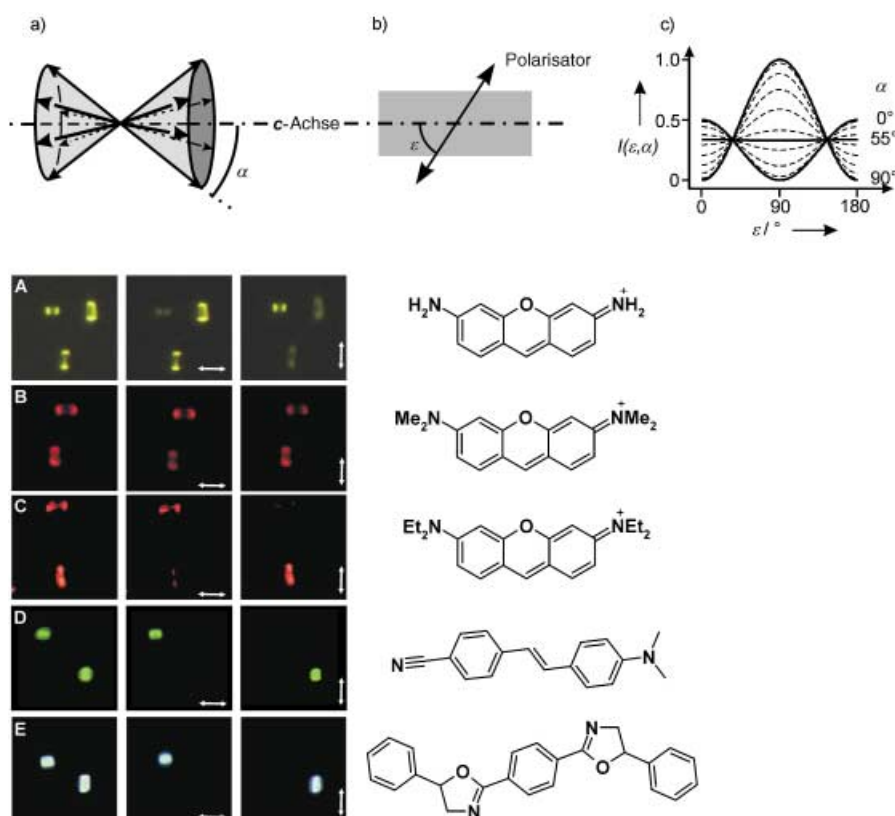 a)
b)
c)
Polarisator
c-Achse
α
ε
1.0
0.5
0
I(ε,α)
α
0°
55°
90°
0 90 180
ε/°
A
H₂N O NH₂ +
B
Me₂N O NMe₂ +
C
Et₂N O NEt₂ +
D
N N
E
O N N O